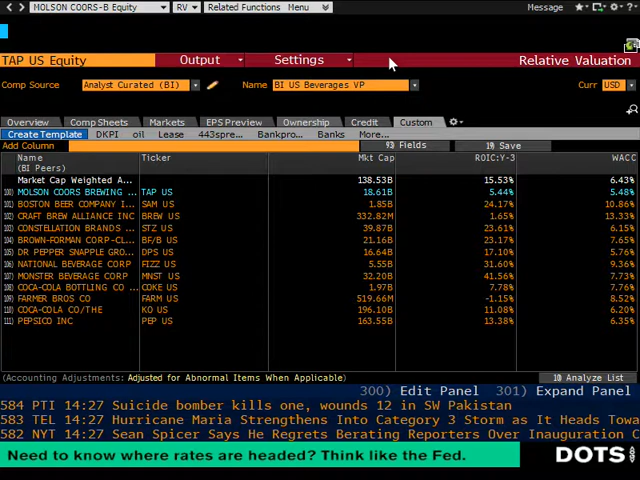 MOLSON COORS-B Equity RV Related Functions Menu Message
TAP US Equity Output Settings Relative Valuation
Comp Source Analyst Curated (BI) Name BI US Beverages VP Curr USD
Overview Comp Sheets Markets EPS Preview Ownership Credit Custom
Create Template DKPI oil Lease 443spre... Bankpro... Banks More...
Add Column 93 Fields 19 Save
Name Ticker Mkt Cap ROIC:Y-3 WACC
(BI Peers)
Market Cap Weighted A... 138.53B 15.53% 6.43%
100) MOLSON COORS BREWING ... TAP US 18.61B 5.44% 5.48%
101) BOSTON BEER COMPANY I... SAM US 1.85B 24.17% 10.86%
102) CRAFT BREW ALLIANCE INC BREW US 332.82M 1.65% 6.44%
103) CONSTELLATION BRANDS ... STZ US 39.87B 23.61% 6.15%
104) BROWN-FORMAN CORP-CL... BF/B US 21.16B 23.17% 7.65%
105) DR PEPPER SNAPPLE GRO... DPS US 16.64B 17.10% 5.76%
106) NATIONAL BEVERAGE CORP FIZZ US 5.55B 31.60% 9.36%
107) MONSTER BEVERAGE CORP MNST US 32.20B 41.56% 7.73%
108) COCA-COLA BOTTLING CO ... COKE US 1.97B 7.78% 7.76%
109) FARMER BROS CO FARM US 519.66M -1.15% 8.52%
110) COCA-COLA CO/THE KO US 196.10B 11.08% 6.20%
111) PEPSICO INC PEP US 163.55B 13.38% 6.35%
(Accounting Adjustments: Adjusted for Abnormal Items When Applicable) 10 Analyze List
300) Edit Panel 301) Expand Panel
584 PTI 14:27 Suicide bomber kills one, wounds 12 in SW Pakistan
583 TEL 14:27 Hurricane Maria Strengthens Into Category 3 Storm as It Heads Towa
582 NYT 14:27 Sean Spicer Says He Regrets Berating Reporters Over Inauguration C
Need to know where rates are headed? Think like the Fed. DOTS